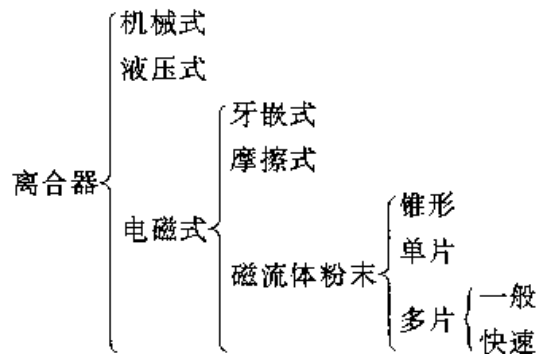 机械式
液压式
牙嵌式
摩擦式
离合器
电磁式
锥形
磁流体粉末
单片
多片
一般
快速